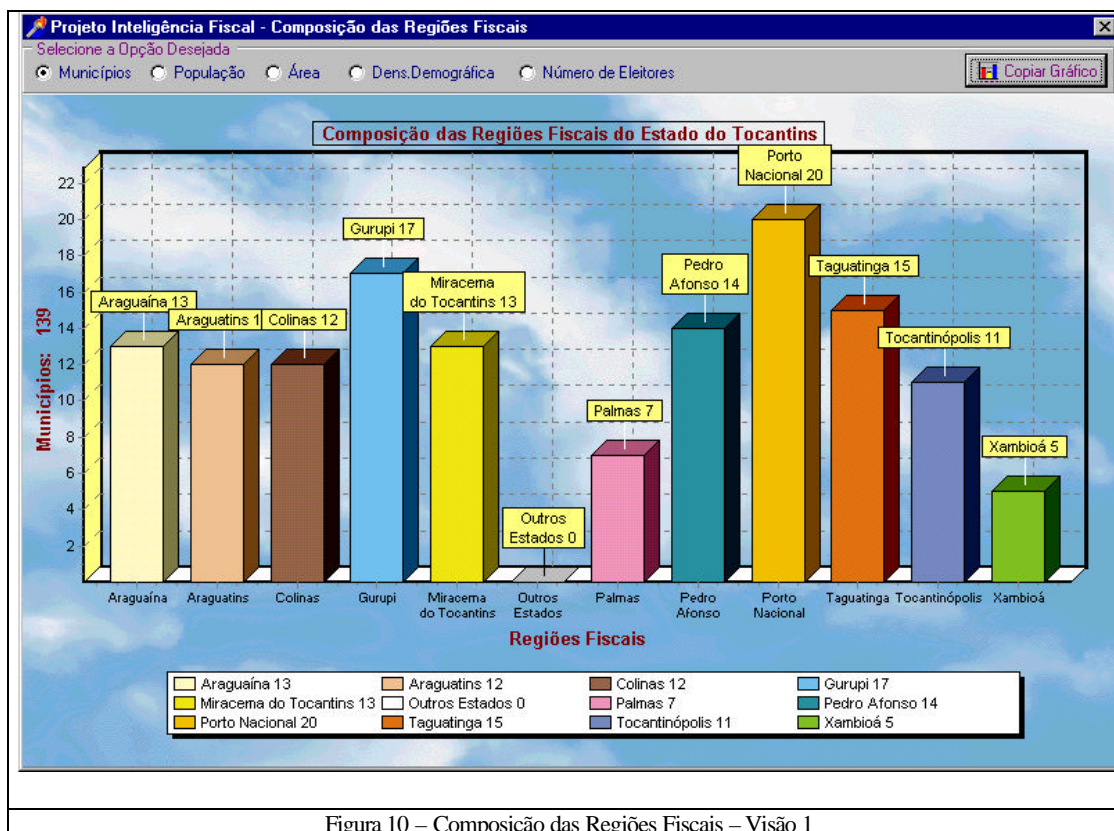 Projeto Inteligência Fiscal - Composição das Regiões Fiscais
Selecione a Opção Desejada
Municípios População Área Dens.Demográfica Número de Eleitores
Copiar Gráfico
Composição das Regiões Fiscais do Estado do Tocantins
Municípios: 139
22
20
18
16
14
12
10
8
6
4
2
Araguaína 13
Araguatins 1
Colinas 12
Gurupi 17
Miracema
do Tocantins 13
Outros
Estados 0
Palmas 7
Pedro
Afonso 14
Porto
Nacional 20
Taguatinga 15
Tocantinópolis 11
Xambioá 5
Araguaína
Araguatins
Colinas
Gurupi
Miracema
do Tocantins
Outros
Estados
Palmas
Pedro
Afonso
Porto
Nacional
Taguatinga
Tocantinópolis
Xambioá
Regiões Fiscais
Araguaína 13
Araguatins 12
Colinas 12
Gurupi 17
Miracema do Tocantins 13
Outros Estados 0
Palmas 7
Pedro Afonso 14
Porto Nacional 20
Taguatinga 15
Tocantinópolis 11
Xambioá 5
Figura 10 – Composição das Regiões Fiscais – Visão 1